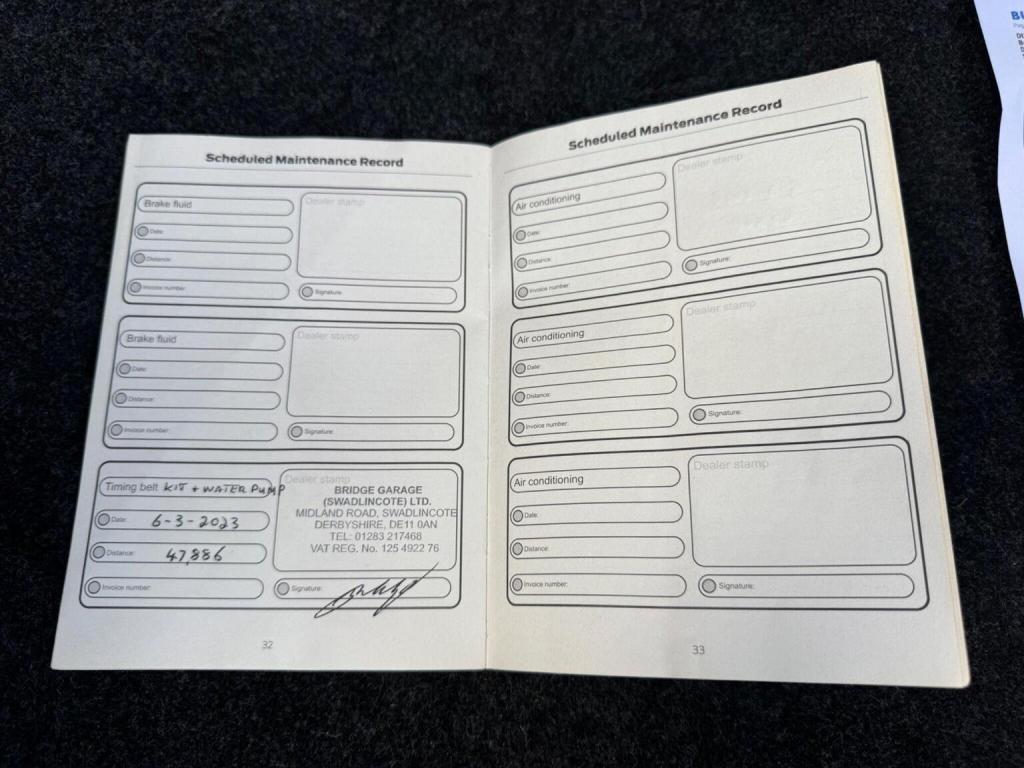 Scheduled Maintenance Record
Brake fluid
Dealer stamp
Date:
Distance:
Invoice number:
Signature:
Brake fluid
Dealer stamp
Date:
Distance:
Invoice number:
Signature:
Timing belt KIT + WATER PUMP
Dealer stamp
BRIDGE GARAGE
(SWADLINCOTE) LTD.
MIDLAND ROAD, SWADLINCOTE
DERBYSHIRE, DE11 0AN
TEL: 01283 217468
VAT REG. No. 125 4922 76
Date: 6-3-2023
Distance: 47,886
Invoice number:
Signature:
32
Scheduled Maintenance Record
Air conditioning
Dealer stamp
Date:
Distance:
Invoice number:
Signature:
Air conditioning
Dealer stamp
Date:
Distance:
Invoice number:
Signature:
Air conditioning
Dealer stamp
Date:
Distance:
Invoice number:
Signature:
33